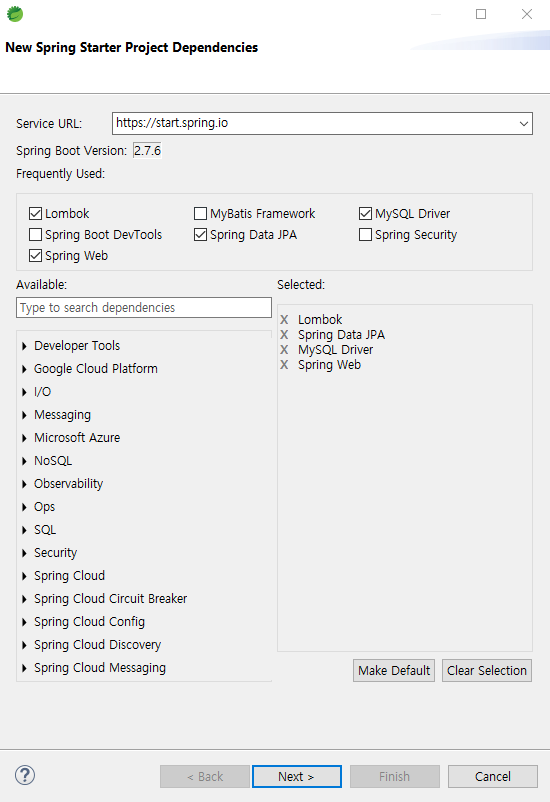 New Spring Starter Project Dependencies
Service URL: https://start.spring.io
Spring Boot Version: 2.7.6
Frequently Used:
Lombok MyBatis Framework MySQL Driver
Spring Boot DevTools Spring Data JPA Spring Security
Spring Web
Available: Selected:
Type to search dependencies
X Lombok
X Spring Data JPA
X MySQL Driver
X Spring Web
Developer Tools
Google Cloud Platform
I/O
Messaging
Microsoft Azure
NoSQL
Observability
Ops
SQL
Security
Spring Cloud
Spring Cloud Circuit Breaker
Spring Cloud Config
Spring Cloud Discovery
Spring Cloud Messaging
Make Default Clear Selection
? < Back Next > Finish Cancel